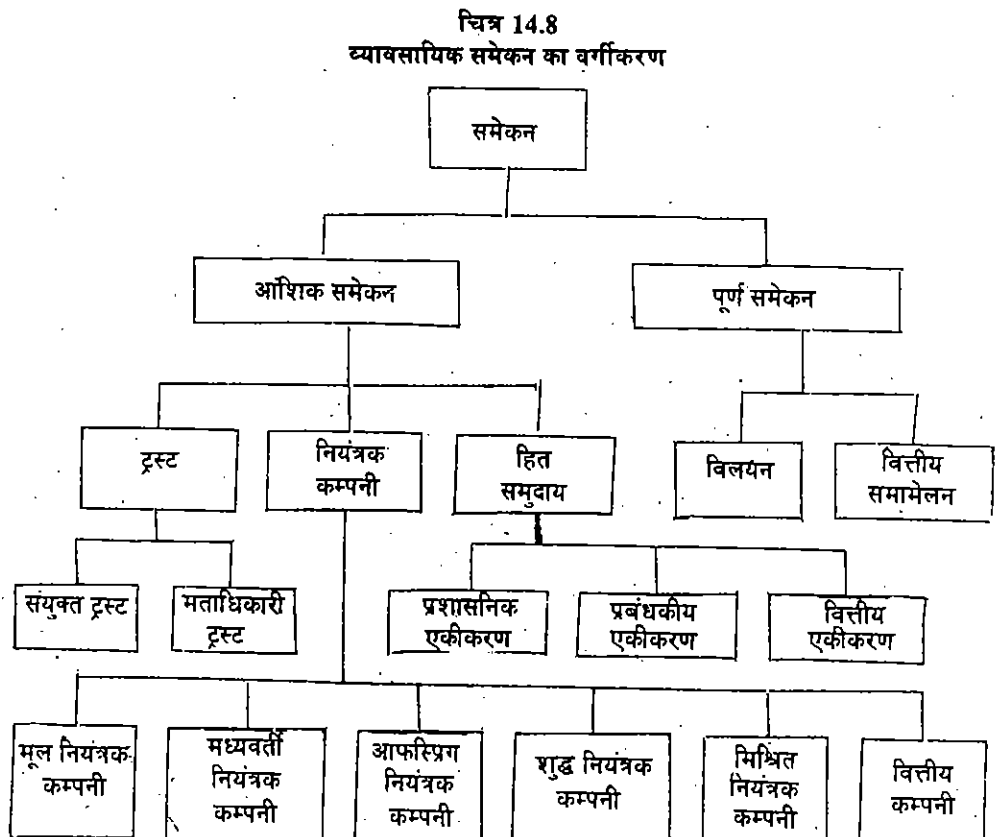 चित्र 14.8
व्यावसायिक समेकन का वर्गीकरण
समेकन
आंशिक समेकन
पूर्ण समेकन
ट्रस्ट
नियंत्रक
कम्पनी
हित
समुदाय
विलयन
वित्तीय
समामेलन
संयुक्त ट्रस्ट
मताधिकारी
ट्रस्ट
प्रशासनिक
एकीकरण
प्रबंधकीय
एकीकरण
वित्तीय
एकीकरण
मूल नियंत्रक
कम्पनी
मध्यवर्ती
नियंत्रक
कम्पनी
आफस्प्रिग
नियंत्रक
कम्पनी
शुद्ध नियंत्रक
कम्पनी
मिश्रित
नियंत्रक
कम्पनी
वित्तीय
कम्पनी